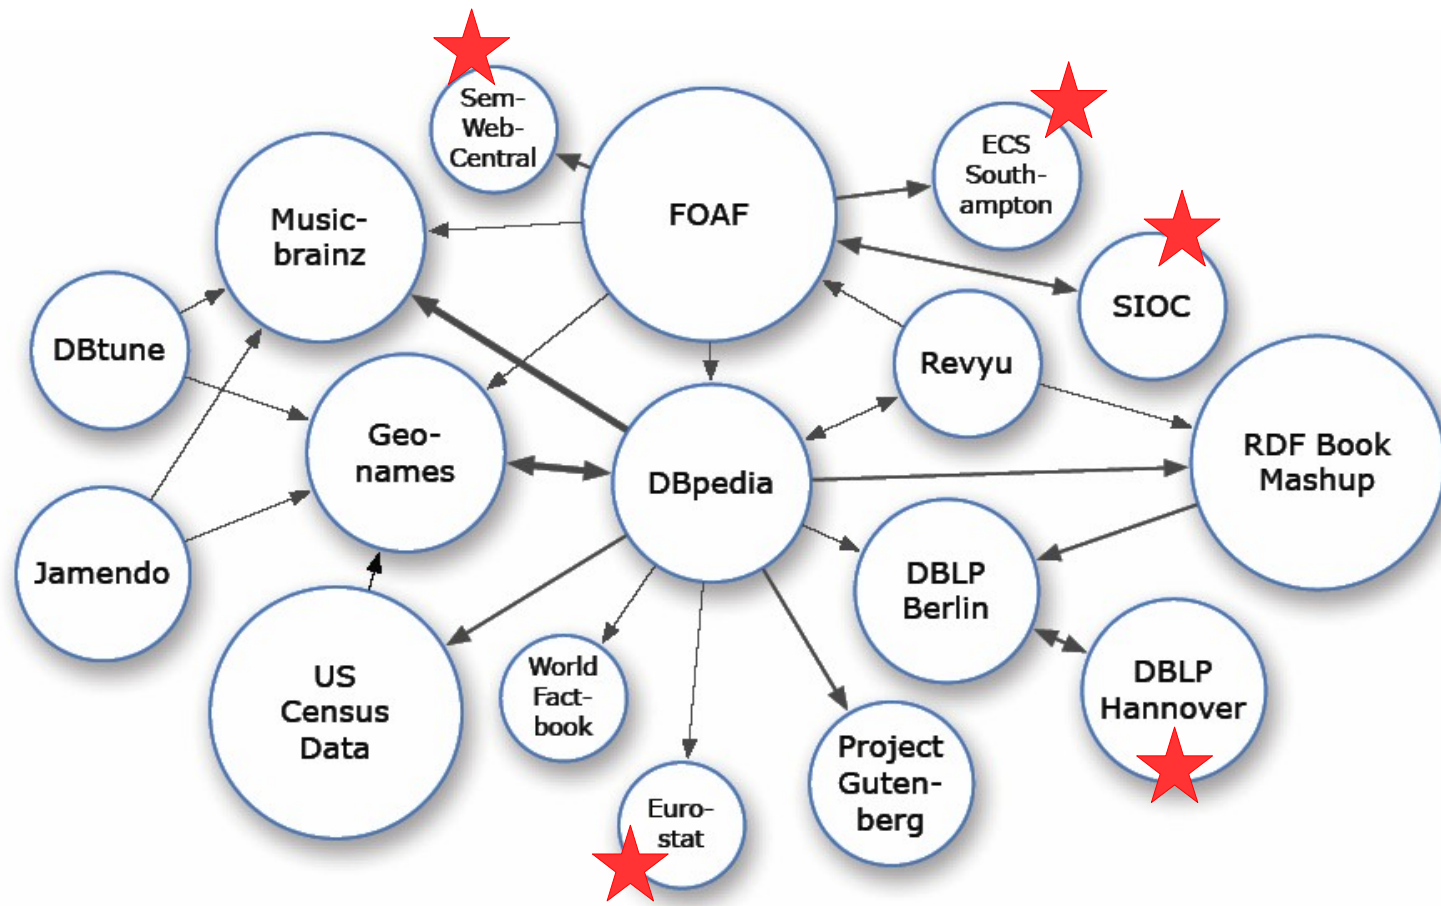 Sem-
Web-
Central
FOAF
ECS
South-
ampton
Music-
brainz
SIOC
DBtune
Revyu
Geo-
names
DBpedia
RDF Book
Mashup
Jamendo
DBLP
Berlin
US
Census
Data
World
Fact-
book
DBLP
Hannover
Project
Guten-
berg
Euro-
stat